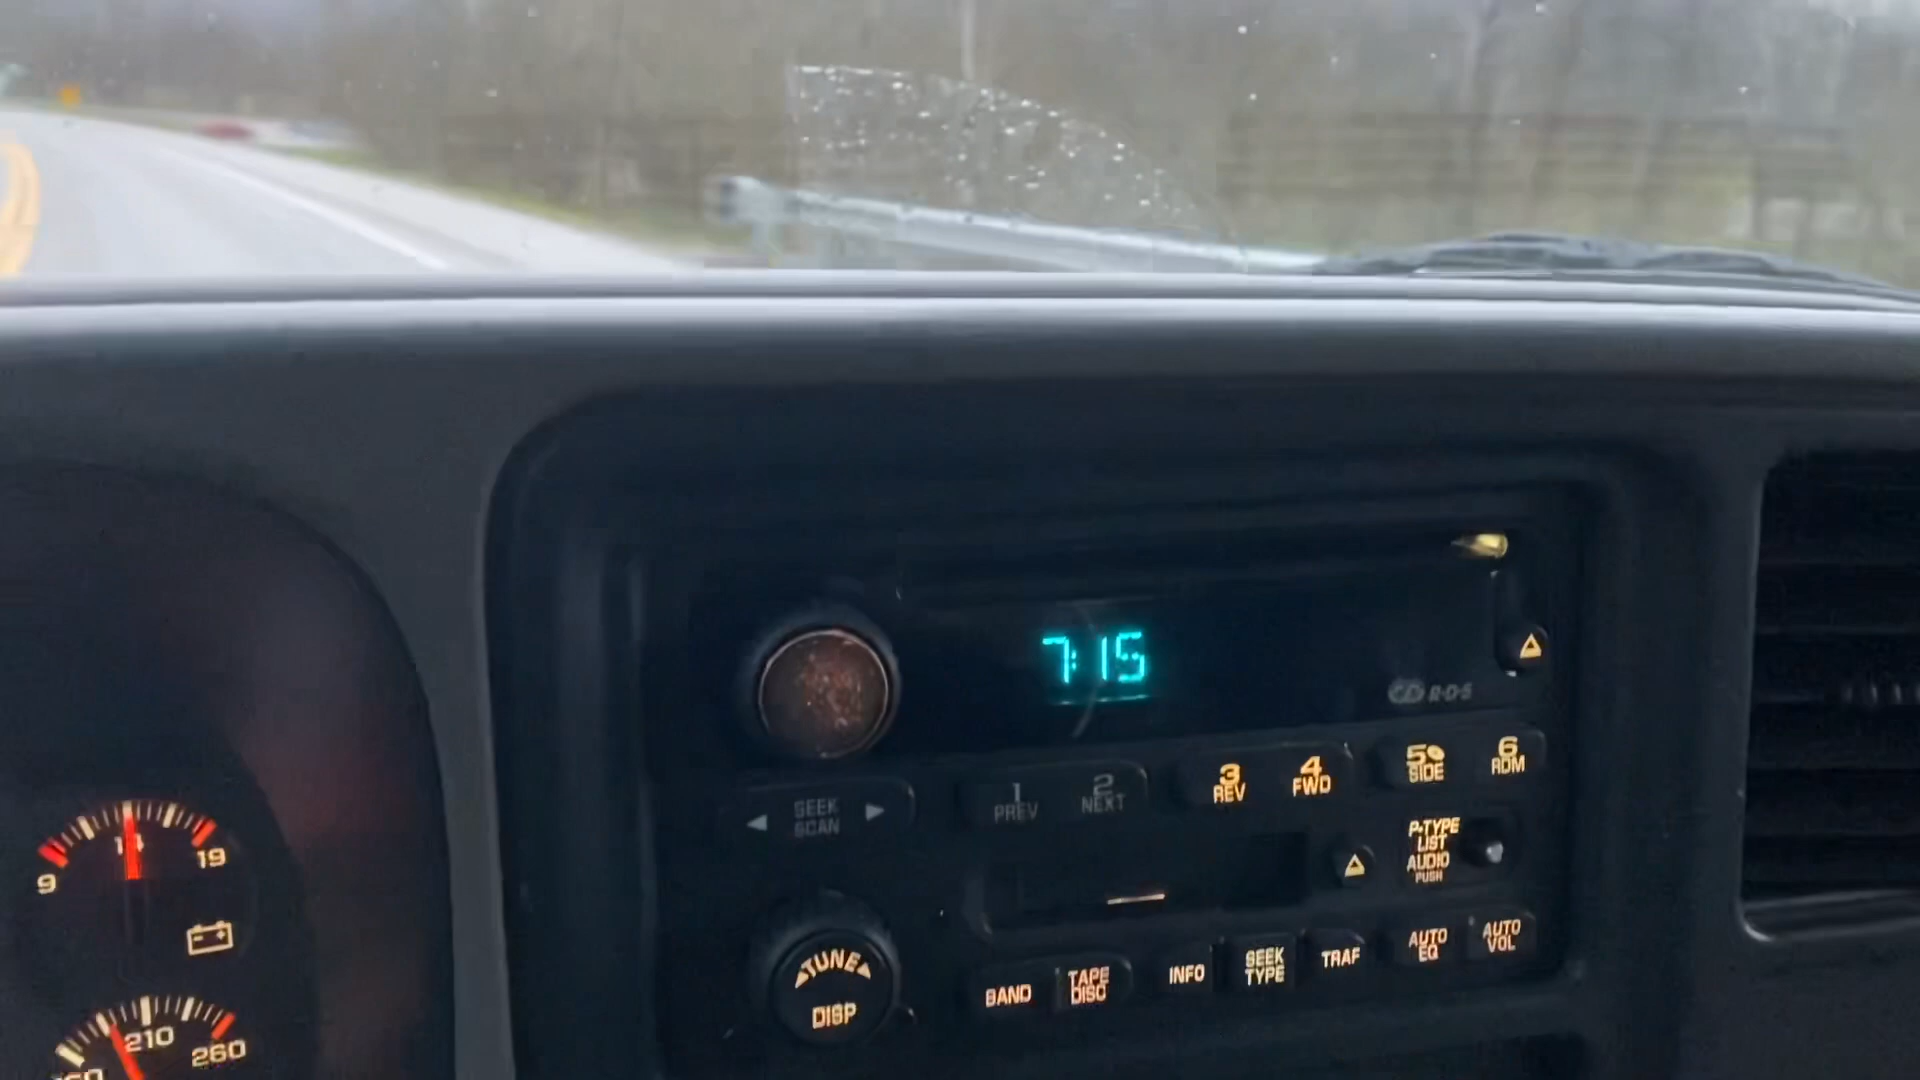 7:15
R·D·S
1
PREV
2
NEXT
3
REV
4
FWD
5
SIDE
6
RDM
SEEK
SCAN
P-TYPE
LIST
AUDIO
PUSH
TUNE
DISP
BAND
TAPE
DISC
INFO
SEEK
TYPE
TRAF
AUTO
EQ
AUTO
VOL
9
14
19
210
260